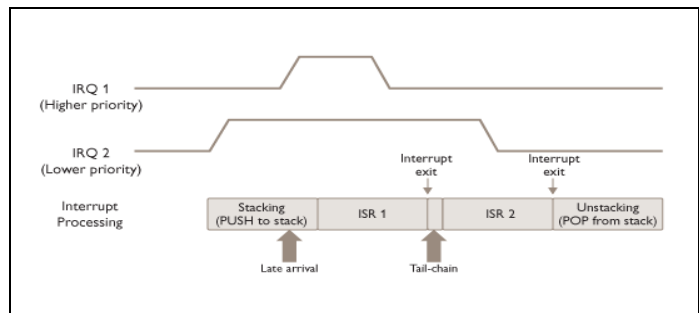 IRQ 1
(Higher priority)
IRQ 2
(Lower priority)
Interrupt
exit
Interrupt
exit
Interrupt
Processing
Stacking
(PUSH to stack)
ISR 1
ISR 2
Unstacking
(POP from stack)
Late arrival
Tail-chain